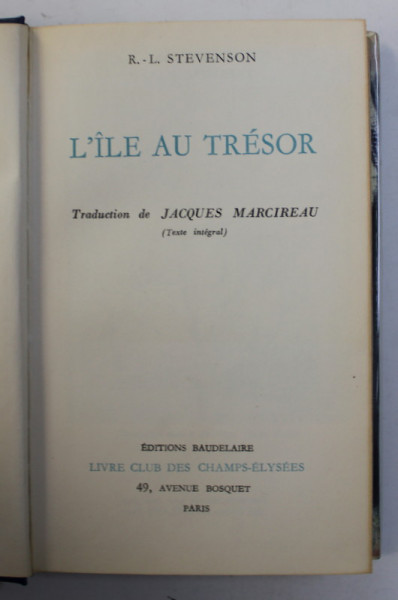 R.-L. STEVENSON
L'ÎLE AU TRÉSOR
Traduction de JACQUES MARCIREAU
(Texte intégral)
ÉDITIONS BAUDELAIRE
LIVRE CLUB DES CHAMPS-ÉLYSÉES
49, AVENUE BOSQUET
PARIS